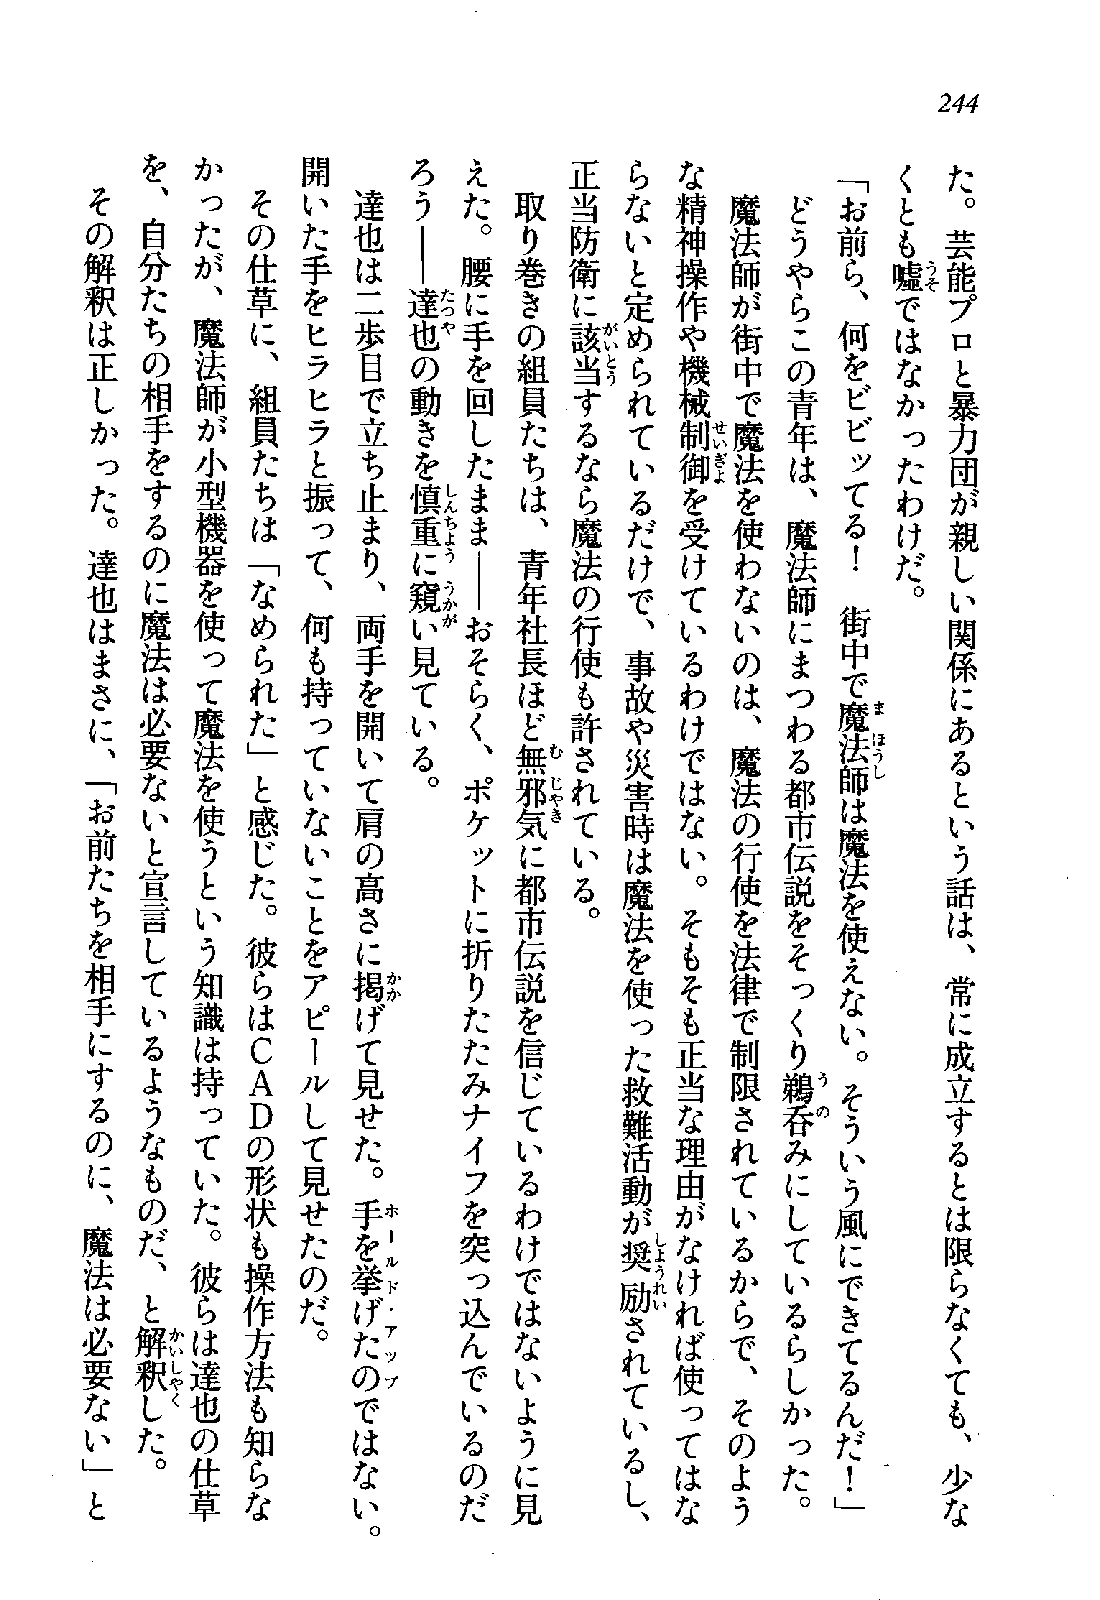 244
た。芸能プロと暴力団が親しい関係にあるという話は、常に成立するとは限らなくても、少な
くとも嘘ではなかったわけだ。
「お前ら、何をビビッてる！　街中で魔法師は魔法を使えない。そういう風にできてるんだ！」
　どうやらこの青年は、魔法師にまつわる都市伝説をそっくり鵜呑みにしているらしかった。
　魔法師が街中で魔法を使わないのは、魔法の行使を法律で制限されているからで、そのよう
な精神操作や機械制御を受けているわけではない。そもそも正当な理由がなければ使ってはな
らないと定められているだけで、事故や災害時は魔法を使った救難活動が奨励されているし、
正当防衛に該当するなら魔法の行使も許されている。
　取り巻きの組員たちは、青年社長ほど無邪気に都市伝説を信じているわけではないように見
えた。腰に手を回したまま――おそらく、ポケットに折りたたみナイフを突っ込んでいるのだ
ろう――達也の動きを慎重に窺い見ている。
　達也は二歩目で立ち止まり、両手を開いて肩の高さに掲げて見せた。手を挙げたのではない。
開いた手をヒラヒラと振って、何も持っていないことをアピールして見せたのだ。
　その仕草に、組員たちは「なめられた」と感じた。彼らはＣＡＤの形状も操作方法も知らな
かったが、魔法師が小型機器を使って魔法を使うという知識は持っていた。彼らは達也の仕草
を、自分たちの相手をするのに魔法は必要ないと宣言しているようなものだ、と解釈した。
　その解釈は正しかった。達也はまさに、「お前たちを相手にするのに、魔法は必要ない」と